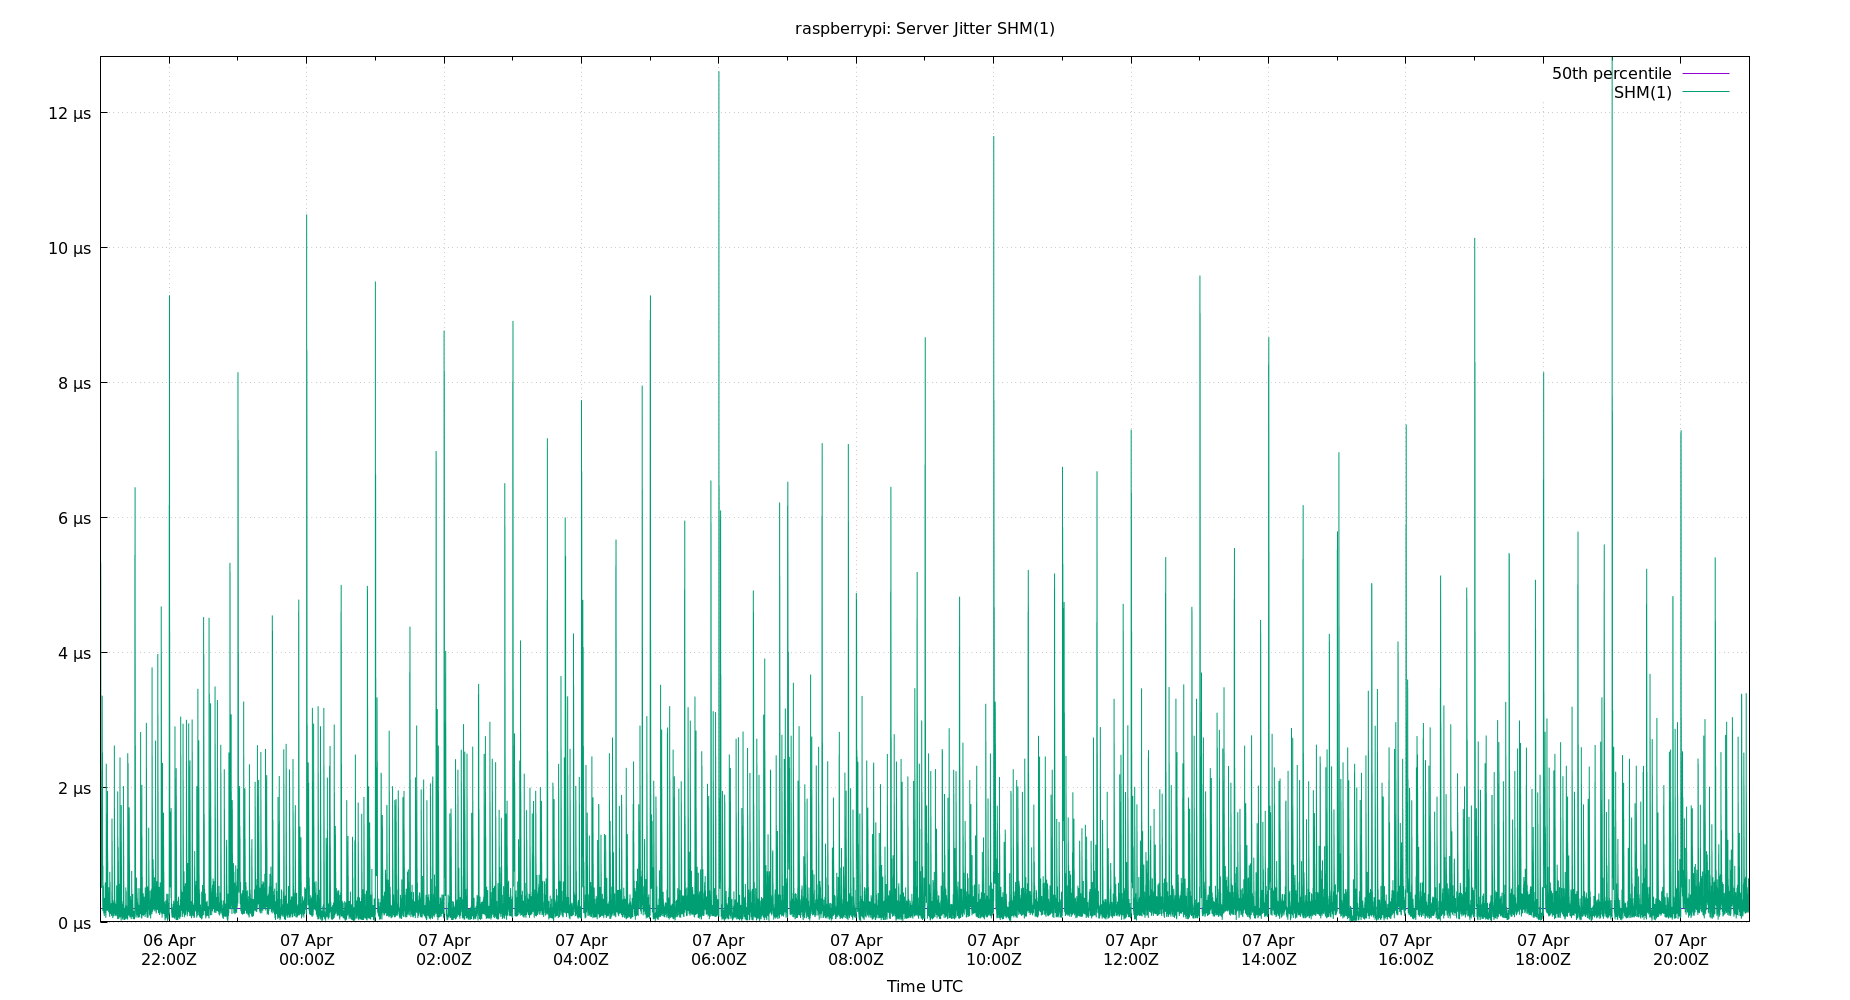 raspberrypi: Server Jitter SHM(1)
50th percentile
SHM(1)
12 µs
10 µs
8 µs
6 µs
4 µs
2 µs
0 µs
06 Apr 07 Apr 07 Apr 07 Apr 07 Apr 07 Apr 07 Apr 07 Apr 07 Apr 07 Apr 07 Apr 07 Apr
22:00Z 00:00Z 02:00Z 04:00Z 06:00Z 08:00Z 10:00Z 12:00Z 14:00Z 16:00Z 18:00Z 20:00Z
Time UTC